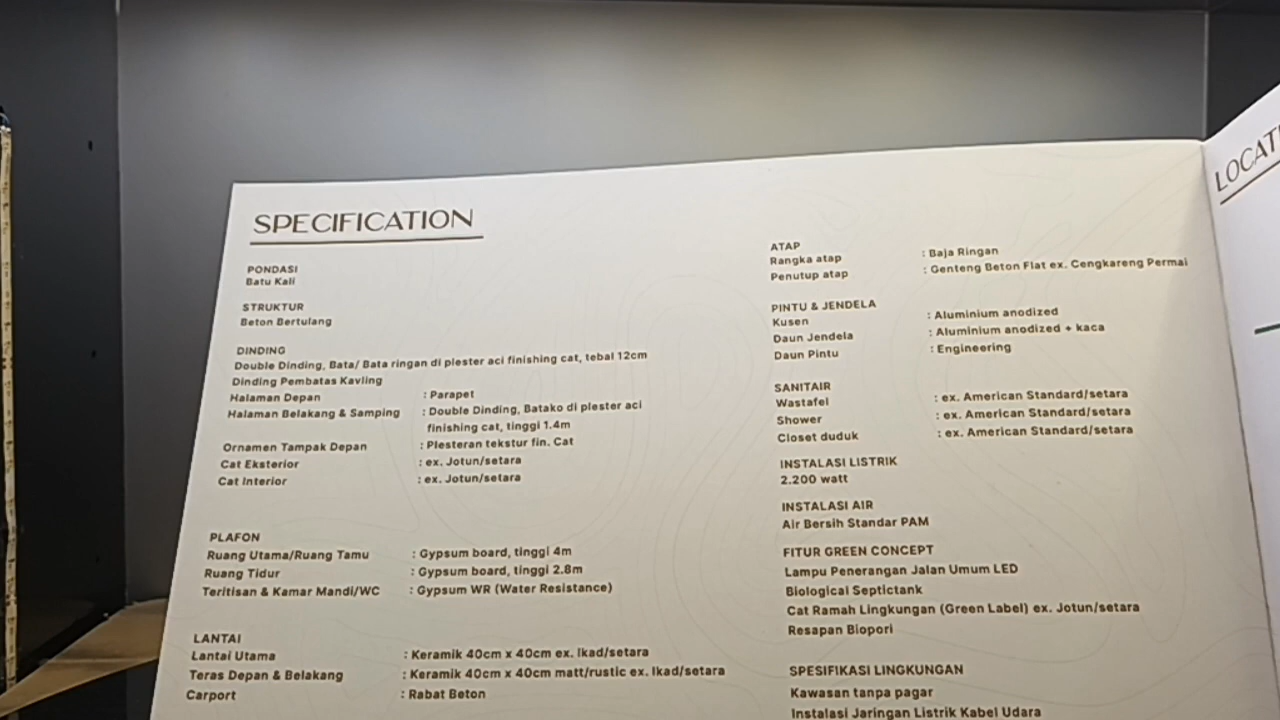 SPECIFICATION
PONDASI
Batu Kali
STRUKTUR
Beton Bertulang
DINDING
Double Dinding, Bata/ Bata ringan di plester aci finishing cat, tebal 12cm
Dinding Pembatas Kavling
Halaman Depan : Parapet
Halaman Belakang & Samping : Double Dinding, Batako di plester aci
finishing cat, tinggi 1.4m
Ornamen Tampak Depan : Plesteran tekstur fin. Cat
Cat Eksterior : ex. Jotun/setara
Cat Interior : ex. Jotun/setara
PLAFON
Ruang Utama/Ruang Tamu : Gypsum board, tinggi 4m
Ruang Tidur : Gypsum board, tinggi 2.8m
Teritisan & Kamar Mandi/WC : Gypsum WR (Water Resistance)
LANTAI
Lantai Utama : Keramik 40cm x 40cm ex. Ikad/setara
Teras Depan & Belakang : Keramik 40cm x 40cm matt/rustic ex. Ikad/setara
Carport : Rabat Beton
ATAP
Rangka atap : Baja Ringan
Penutup atap : Genteng Beton Flat ex. Cengkareng Permai
PINTU & JENDELA
Kusen : Aluminium anodized
Daun Jendela : Aluminium anodized + kaca
Daun Pintu : Engineering
SANITAIR
Wastafel : ex. American Standard/setara
Shower : ex. American Standard/setara
Closet duduk : ex. American Standard/setara
INSTALASI LISTRIK
2.200 watt
INSTALASI AIR
Air Bersih Standar PAM
FITUR GREEN CONCEPT
Lampu Penerangan Jalan Umum LED
Biological Septictank
Cat Ramah Lingkungan (Green Label) ex. Jotun/setara
Resapan Biopori
SPESIFIKASI LINGKUNGAN
Kawasan tanpa pagar
Instalasi Jaringan Listrik Kabel Udara